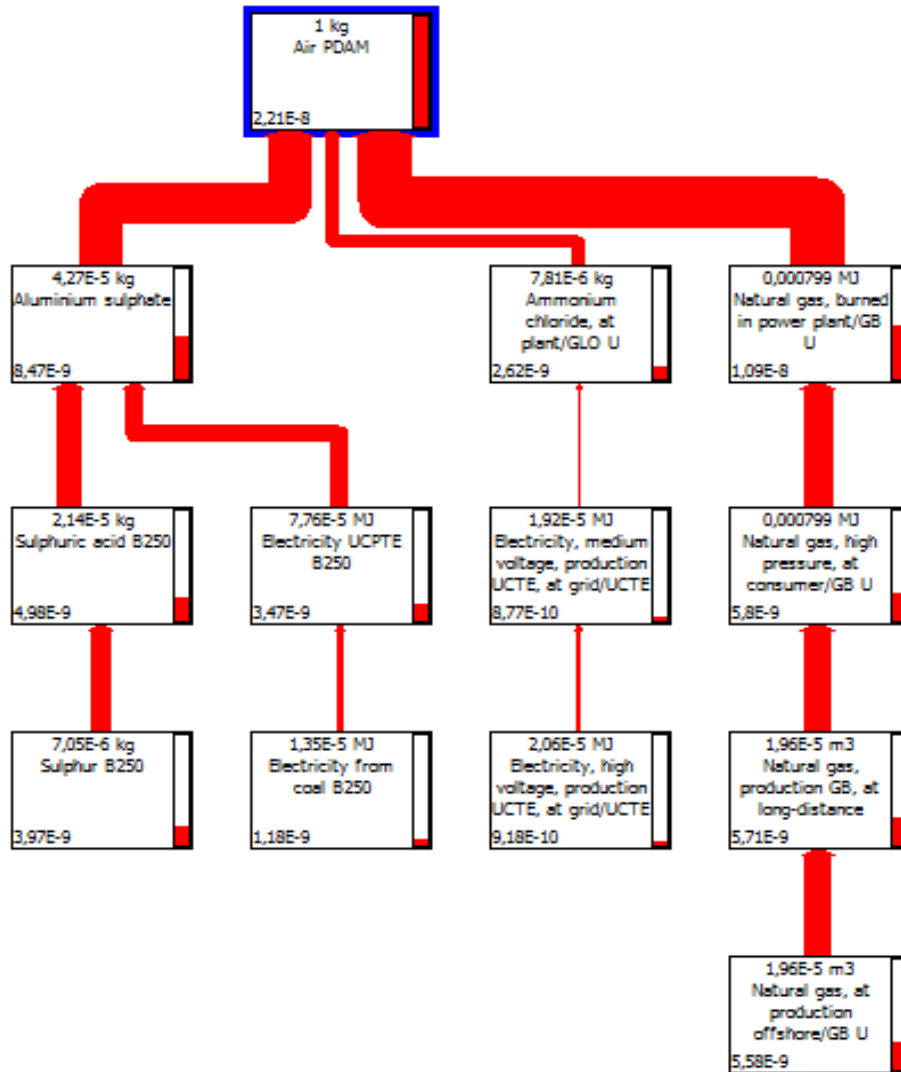 1 kg
Air PDAM
2,21E-8
4,27E-5 kg
Aluminium sulphate
8,47E-9
7,81E-6 kg
Ammonium
chloride, at
plant/GLO U
2,62E-9
0,000799 MJ
Natural gas, burned
in power plant/GB
U
1,09E-8
2,14E-5 kg
Sulphuric acid B250
4,98E-9
7,76E-5 MJ
Electricity UCPTE
B250
3,47E-9
1,92E-5 MJ
Electricity, medium
voltage, production
UCTE, at grid/UCTE
8,77E-10
0,000799 MJ
Natural gas, high
pressure, at
consumer/GB U
5,8E-9
7,05E-6 kg
Sulphur B250
3,97E-9
1,35E-5 MJ
Electricity from
coal B250
1,18E-9
2,06E-5 MJ
Electricity, high
voltage, production
UCTE, at grid/UCTE
9,18E-10
1,96E-5 m3
Natural gas,
production GB, at
long-distance
5,71E-9
1,96E-5 m3
Natural gas, at
production
offshore/GB U
5,58E-9